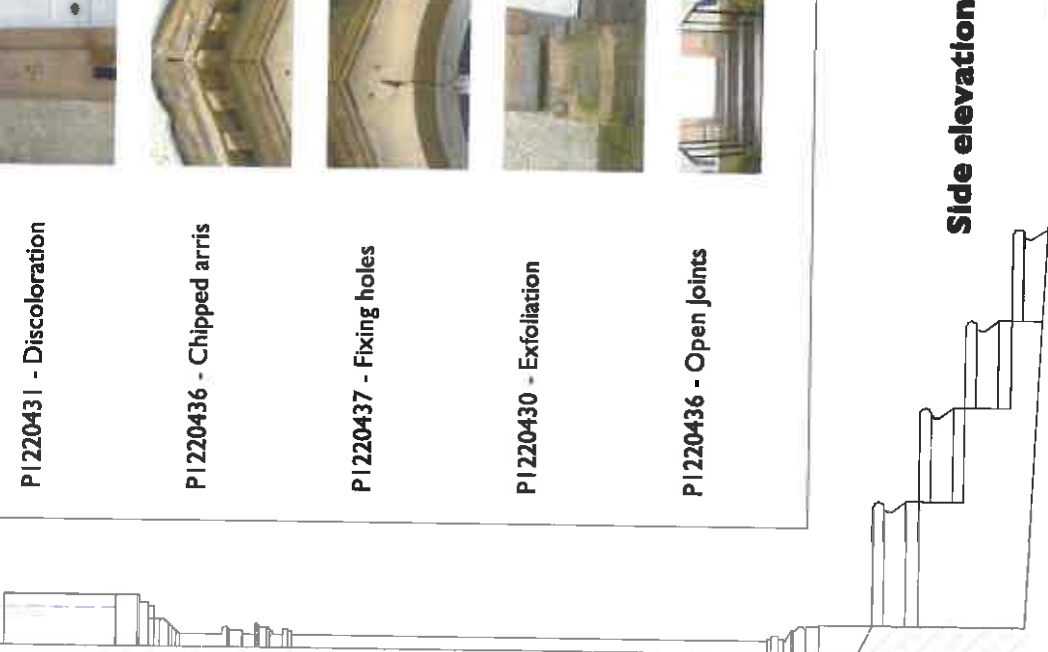 P1220431 - Discoloration
P1220436 - Chipped arris
P1220437 - Fixing holes
P1220430 - Exfoliation
P1220436 - Open Joints
Side elevation